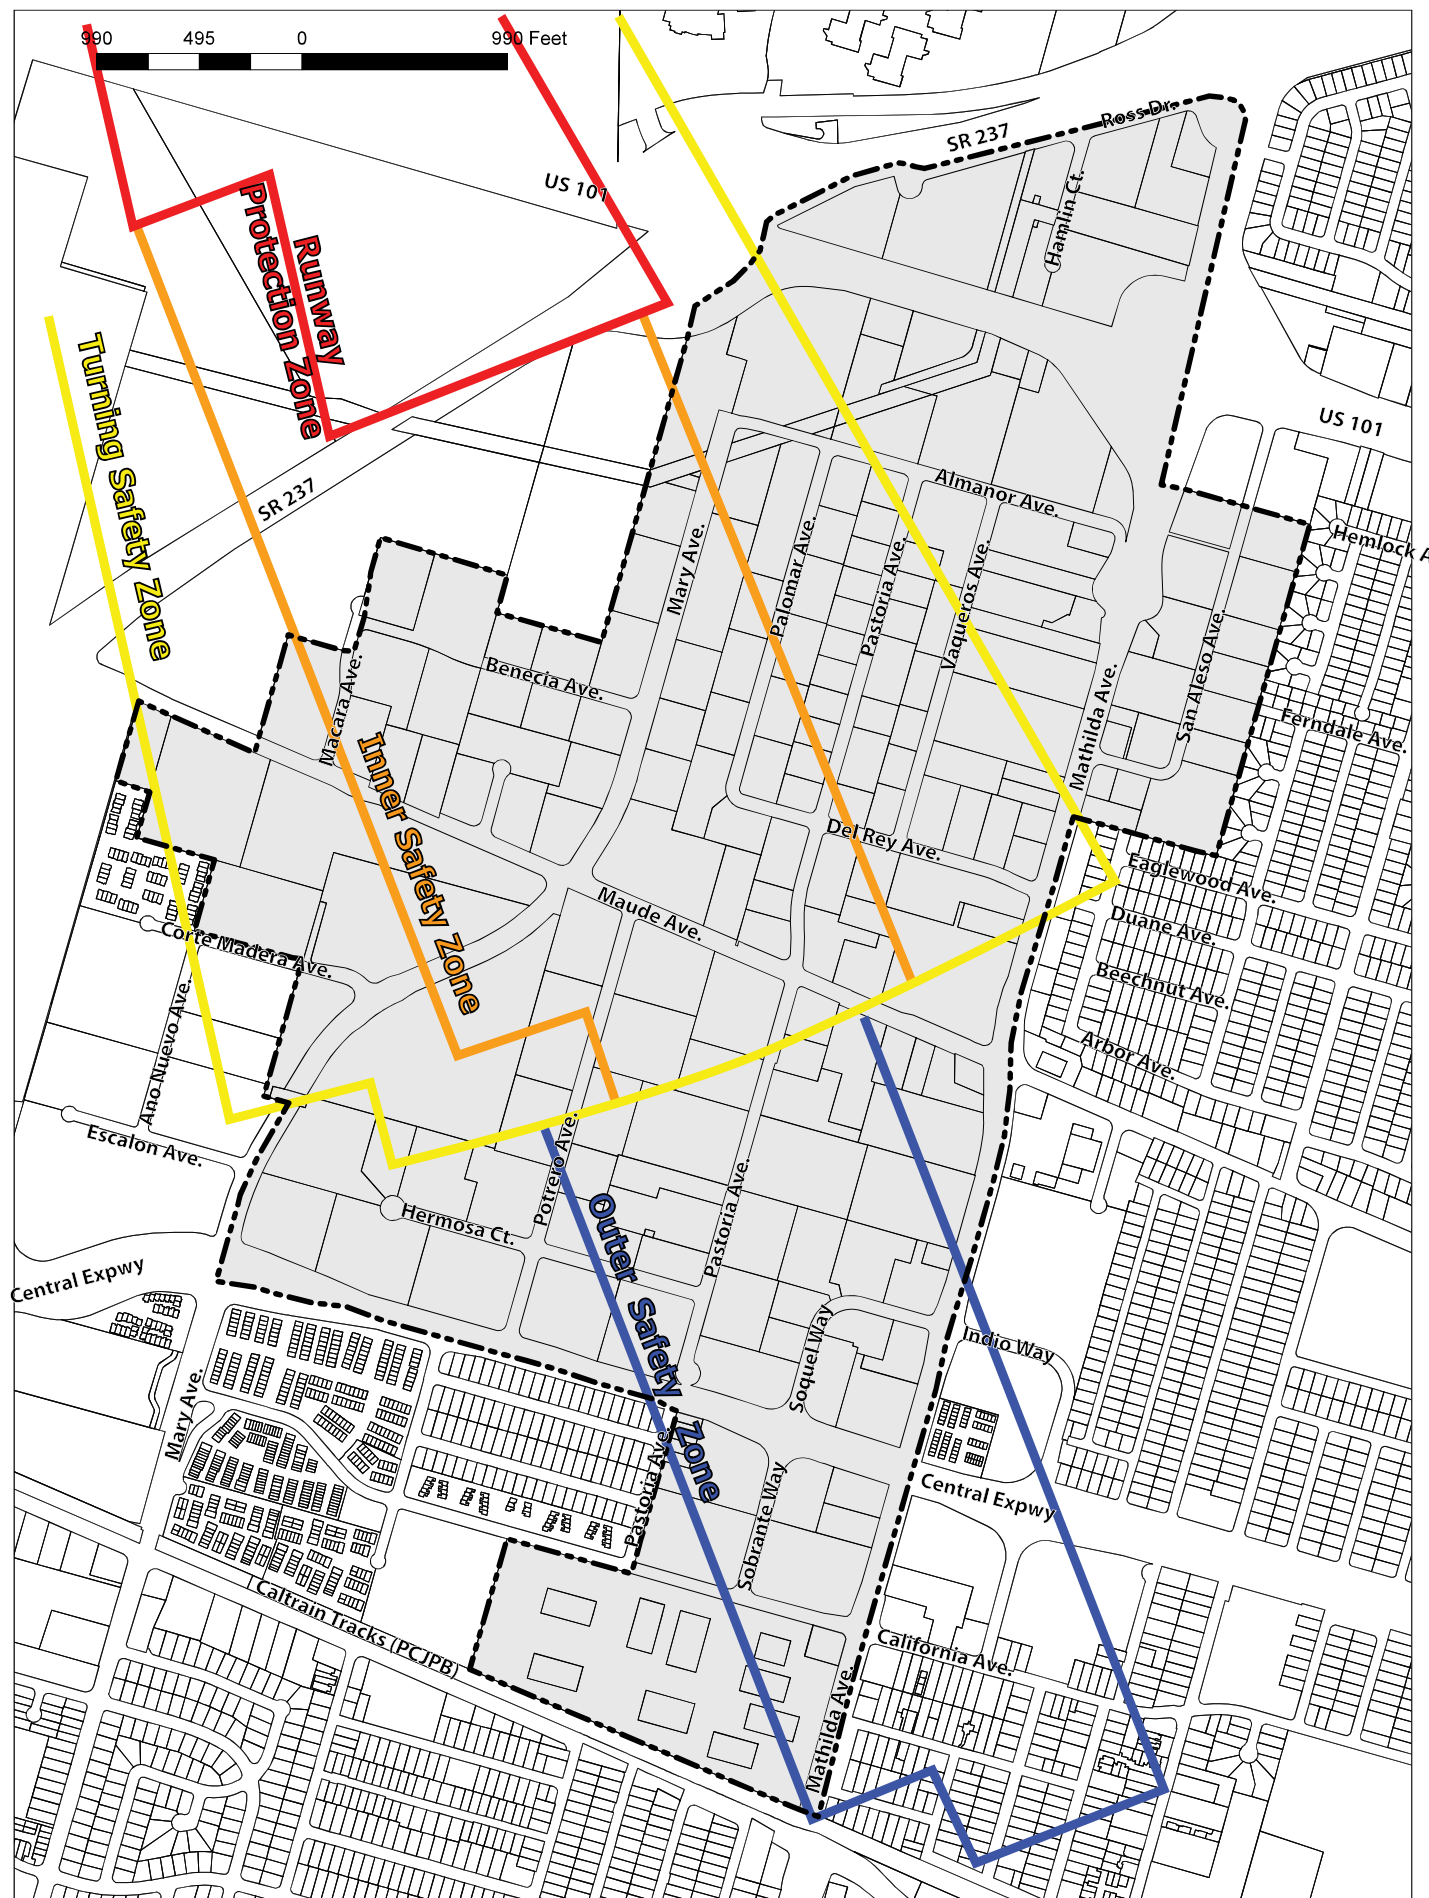 990 495 0 990 Feet
Ross Dr.
SR 237
US 101
Hamlin Ct.
Runway
Protection Zone
Turning Safety Zone
SR 237
US 101
Almanor Ave.
Hemlock A
Mary Ave.
Palomar Ave.
Pastoria Ave.
Vaqueros Ave.
Benecia Ave.
Macara Ave.
San Aleso Ave.
Mathilda Ave.
Ferndale Ave.
Inner Safety Zone
Del Rey Ave.
Eaglewood Ave.
Maude Ave.
Duane Ave.
Corte Madera Ave.
Beechnut Ave.
Ano Nuevo Ave.
Arbor Ave.
Escalon Ave.
Potrero Ave.
Pastoria Ave.
Hermosa Ct.
Outer Safety Zone
Central Expwy
Indio Way
Soquel Way
Mary Ave.
Pastoria Ave.
Sobrante Way
Central Expwy
Caltrain Tracks (PCJPB)
California Ave.
Mathilda Ave.